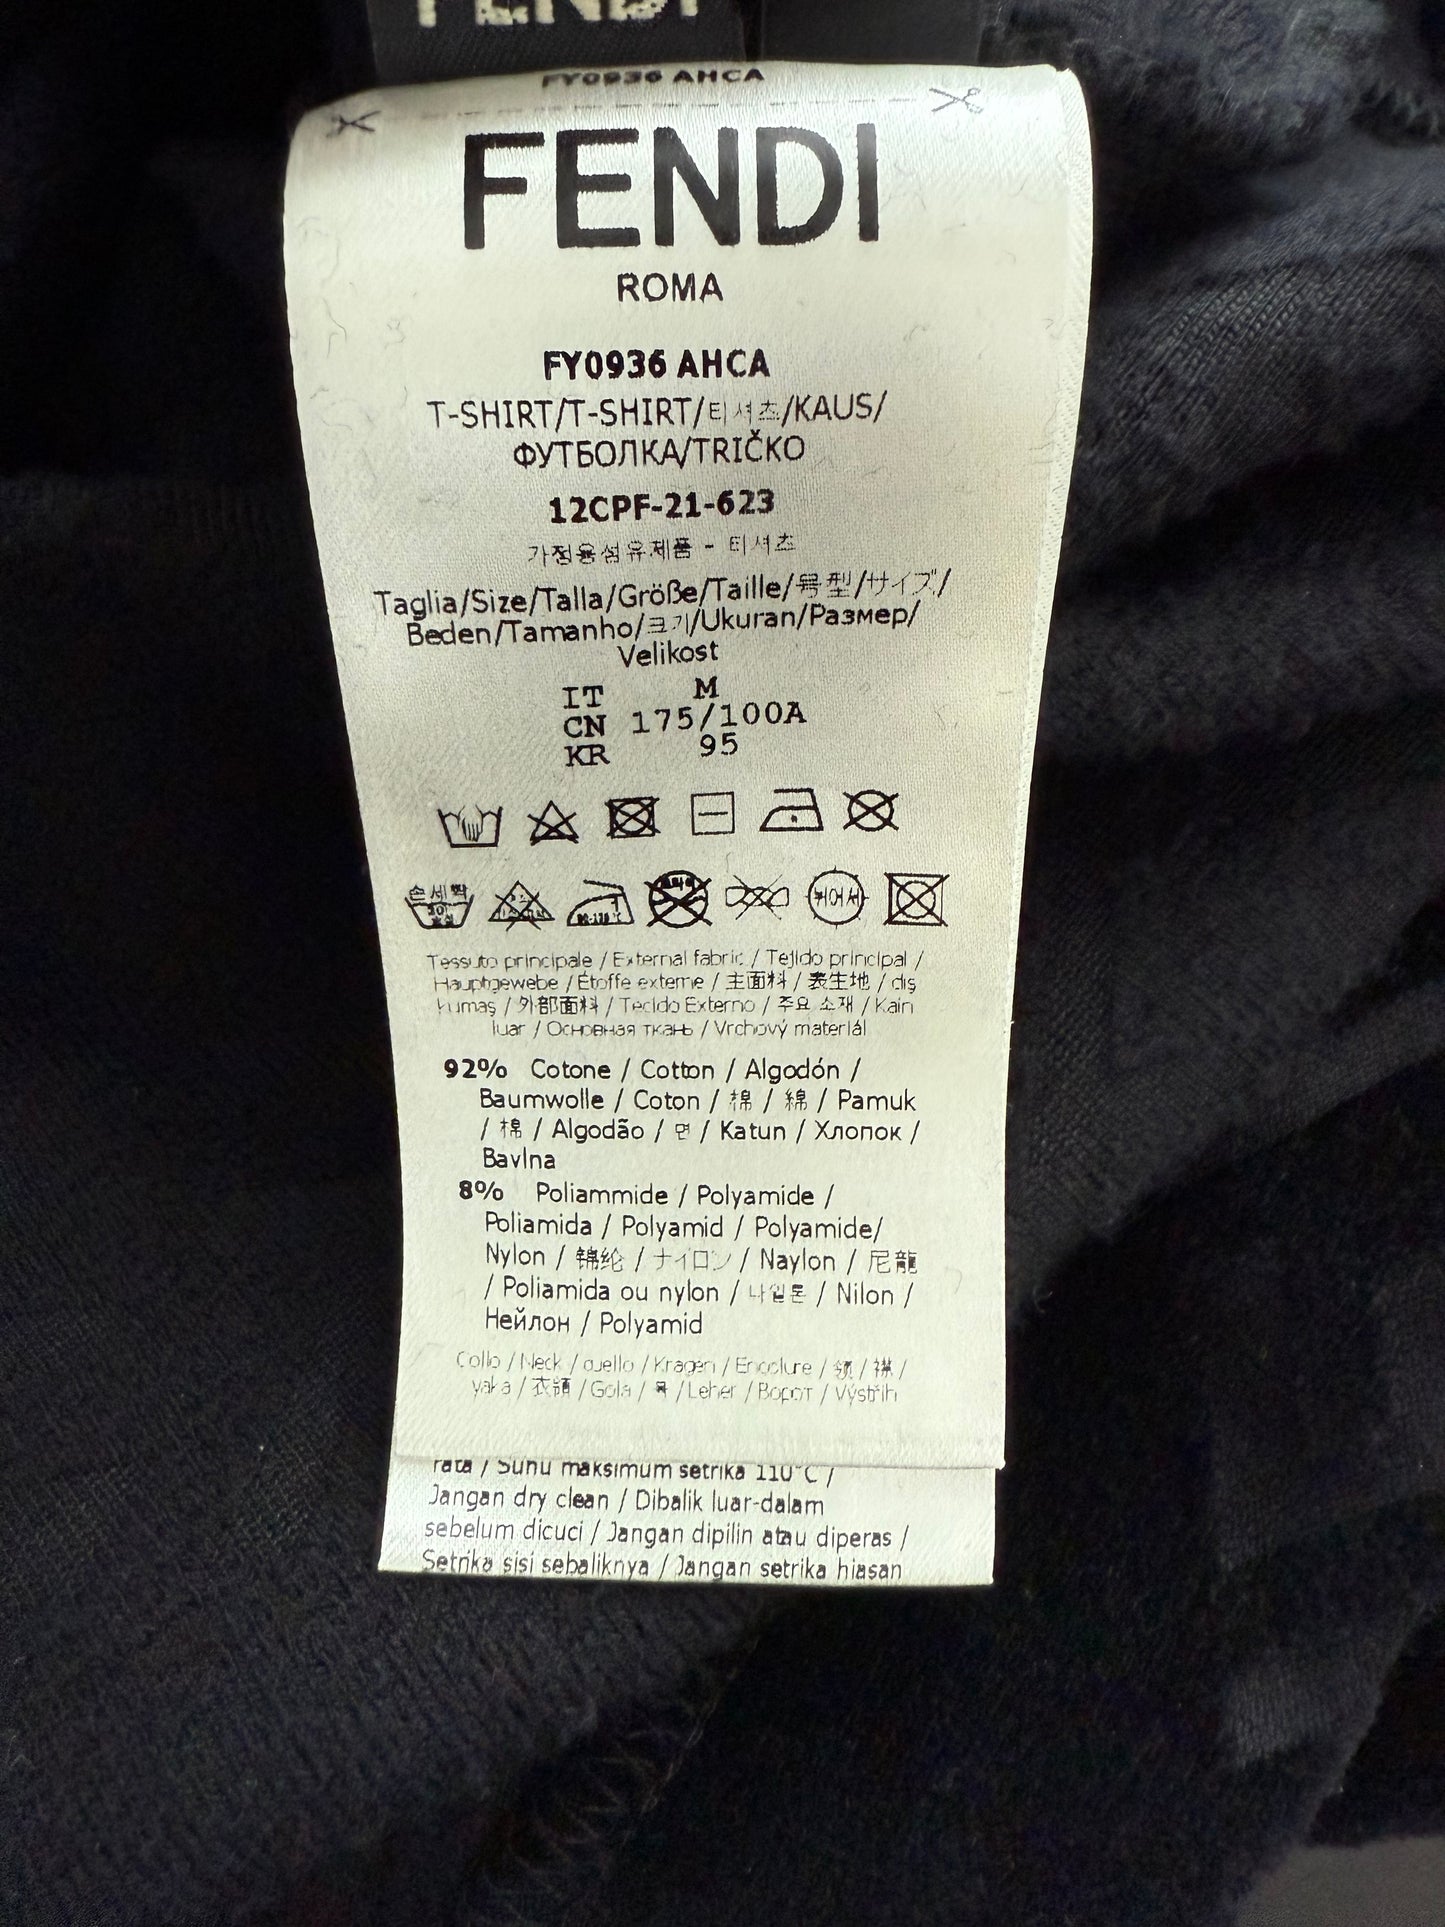 FENDI
FY0936 AHCA
FENDI
ROMA
FY0936 AHCA
T-SHIRT/T-SHIRT/티셔츠/KAUS/
ФУТБОЛКА/TRIČKO
12CPF-21-623
가정용섬유제품 - 티셔츠
Taglia/Size/Talla/Größe/Taille/号型/サイズ/
Beden/Tamanho/크기/Ukuran/Размер/
Velikost
IT M
CN 175/100A
KR 95
손세탁
케어서
Tessuto principale / External fabric / Tejido principal /
Hauptgewebe / Étoffe externe / 主面料 / 表生地 / dış
kumaş / 外部面料 / Tecido Externo / 주요 소재 / Kain
luar / Основная ткань / Vrchový materiál
92% Cotone / Cotton / Algodón /
Baumwolle / Coton / 棉 / 綿 / Pamuk
/ 棉 / Algodão / 면 / Katun / Хлопок /
Bavlna
8% Poliammide / Polyamide /
Poliamida / Polyamid / Polyamide/
Nylon / 锦纶 / ナイロン / Naylon / 尼龍
/ Poliamida ou nylon / 나일론 / Nilon /
Нейлон / Polyamid
Collo / Neck / cuello / Kragen / Encolure / 领 / 襟 /
yaka / 衣領 / Gola / 목 / Leher / Ворот / Výstřih
rata / Suhu maksimum setrika 110°C /
Jangan dry clean / Dibalik luar-dalam
sebelum dicuci / Jangan dipilin atau diperas /
Setrika sisi sebaliknya / Jangan setrika hiasan